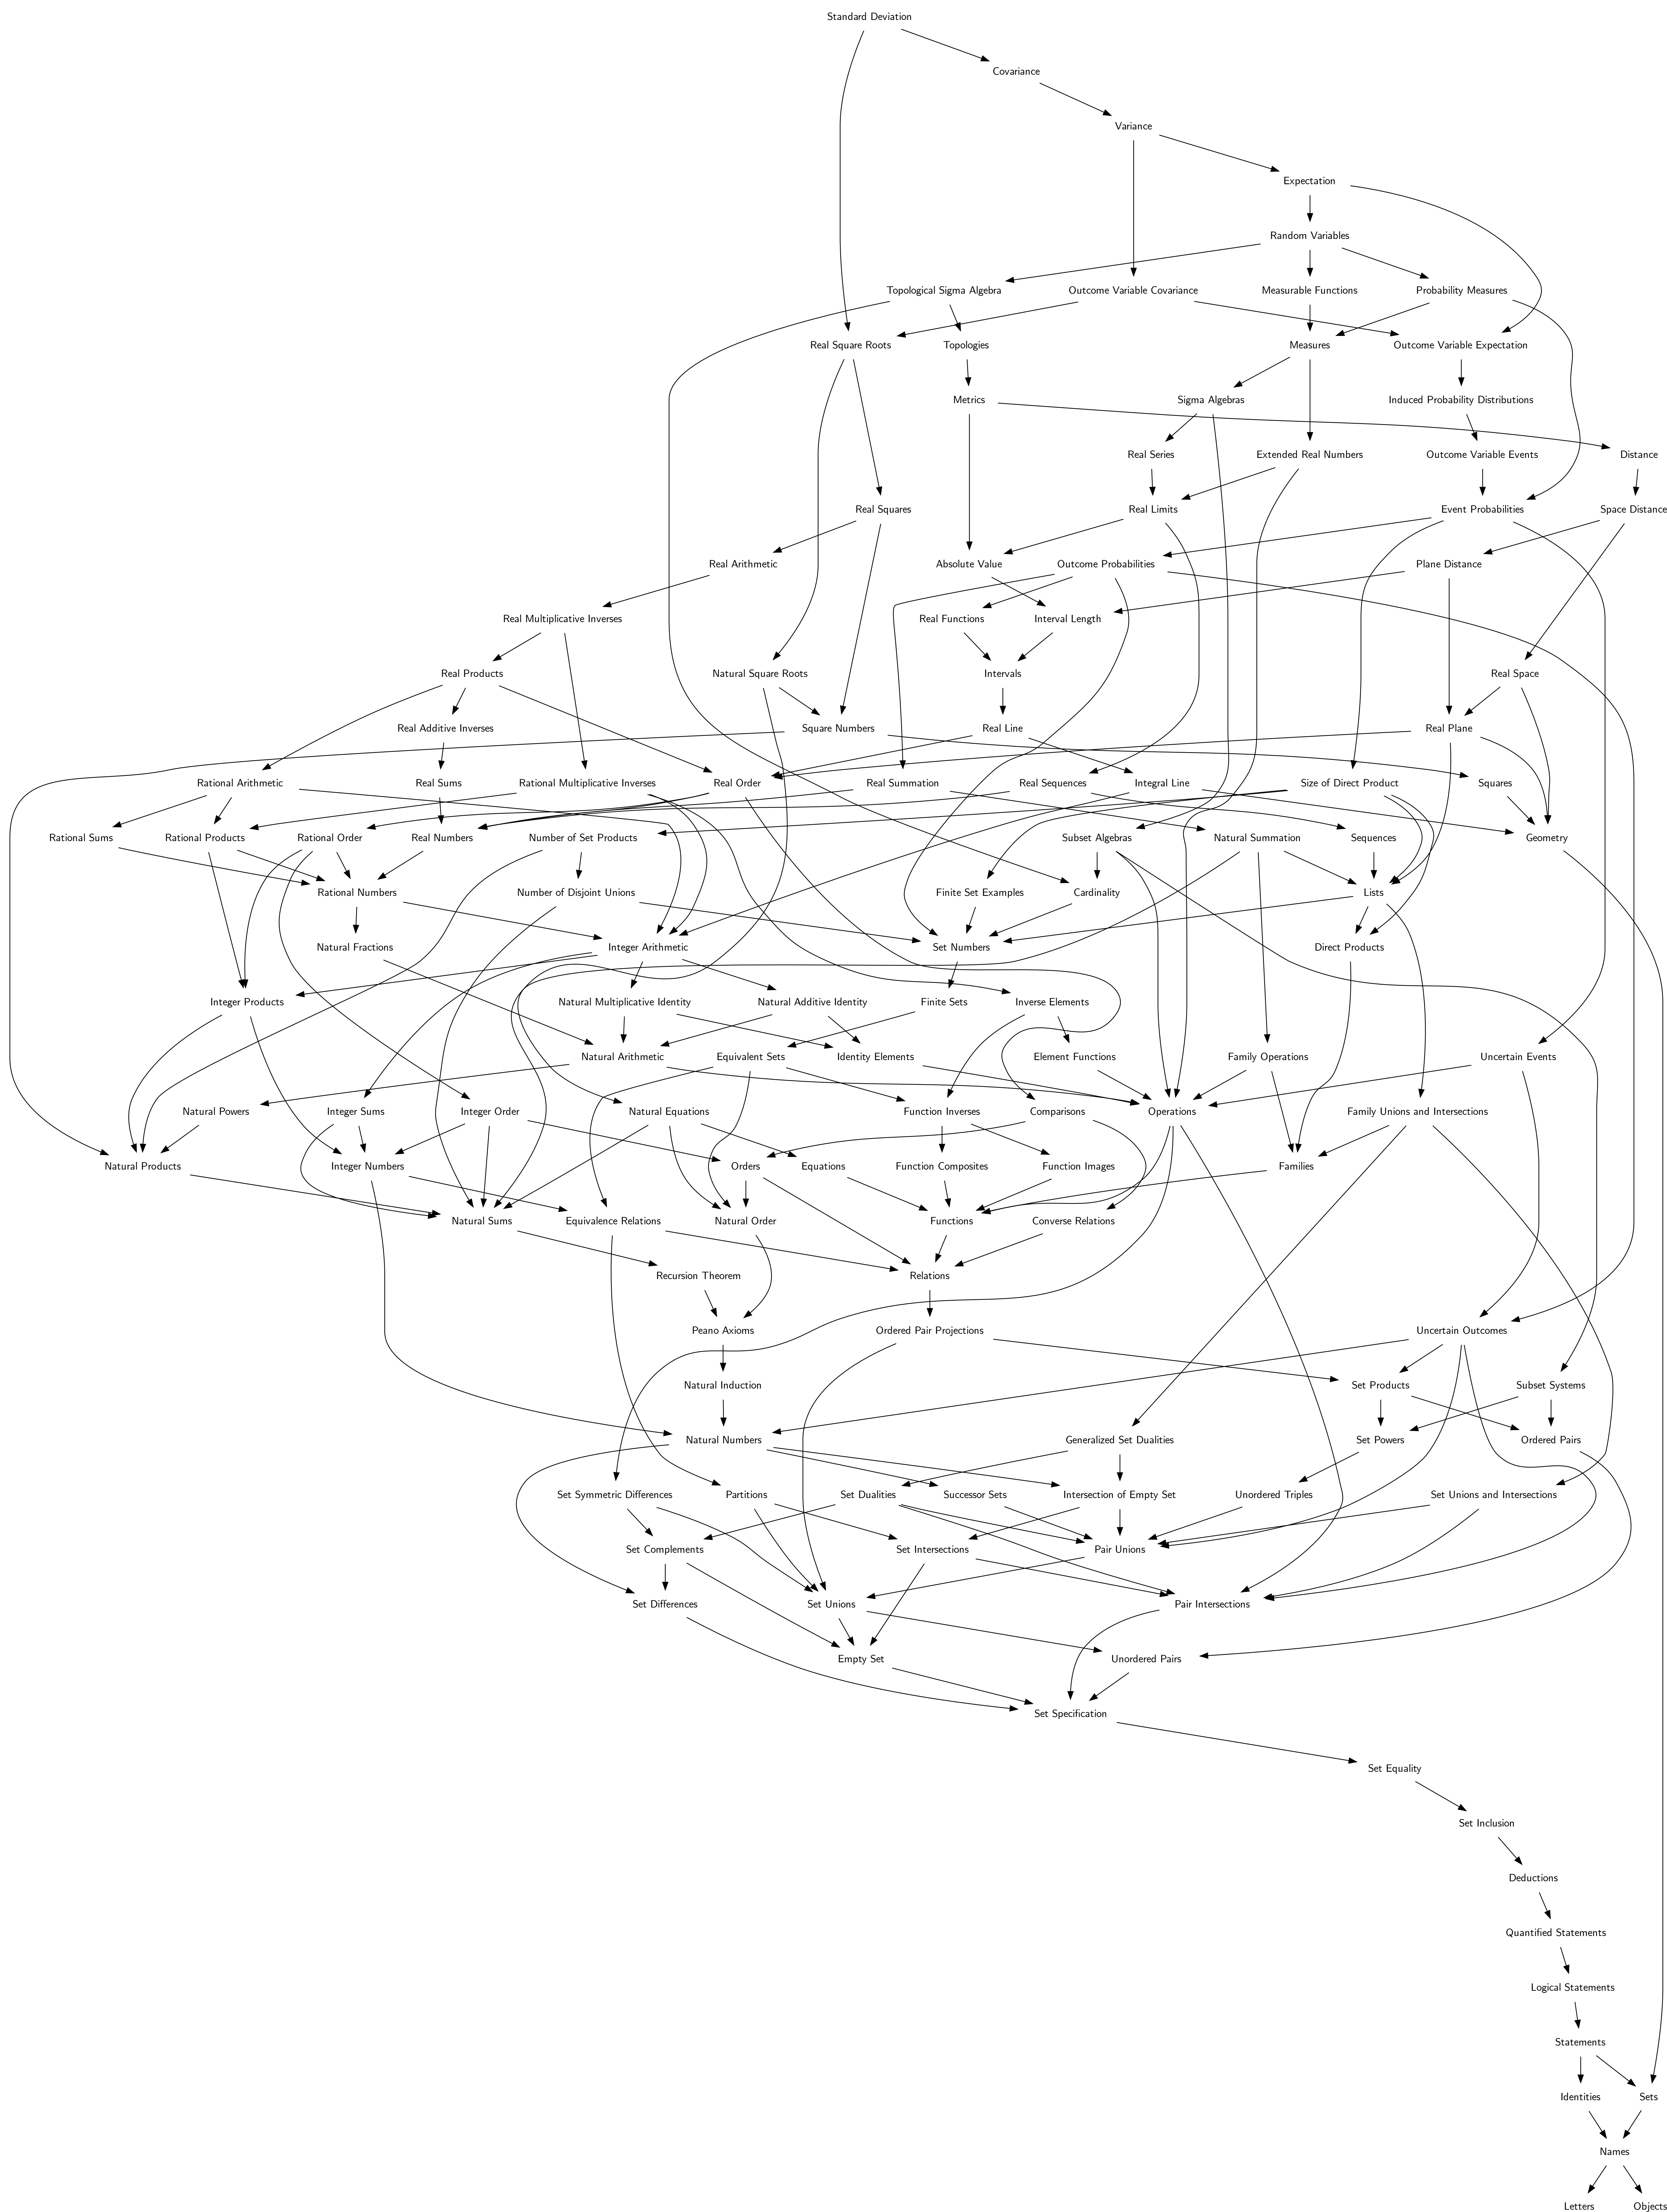 Standard Deviation
Covariance
Variance
Expectation
Random Variables
Topological Sigma Algebra
Outcome Variable Covariance
Measurable Functions
Probability Measures
Real Square Roots
Topologies
Measures
Outcome Variable Expectation
Metrics
Sigma Algebras
Induced Probability Distributions
Real Series
Extended Real Numbers
Outcome Variable Events
Distance
Real Squares
Real Limits
Event Probabilities
Space Distance
Real Arithmetic
Absolute Value
Outcome Probabilities
Plane Distance
Real Multiplicative Inverses
Real Functions
Interval Length
Real Products
Natural Square Roots
Intervals
Real Space
Real Additive Inverses
Square Numbers
Real Line
Real Plane
Rational Arithmetic
Real Sums
Rational Multiplicative Inverses
Real Order
Real Summation
Real Sequences
Integral Line
Size of Direct Product
Squares
Rational Sums
Rational Products
Rational Order
Real Numbers
Number of Set Products
Subset Algebras
Natural Summation
Sequences
Geometry
Rational Numbers
Number of Disjoint Unions
Finite Set Examples
Cardinality
Lists
Natural Fractions
Integer Arithmetic
Set Numbers
Direct Products
Integer Products
Natural Multiplicative Identity
Natural Additive Identity
Finite Sets
Inverse Elements
Natural Arithmetic
Equivalent Sets
Identity Elements
Element Functions
Family Operations
Uncertain Events
Natural Powers
Integer Sums
Integer Order
Natural Equations
Function Inverses
Comparisons
Operations
Family Unions and Intersections
Natural Products
Integer Numbers
Orders
Equations
Function Composites
Function Images
Families
Natural Sums
Equivalence Relations
Natural Order
Functions
Converse Relations
Recursion Theorem
Relations
Peano Axioms
Ordered Pair Projections
Uncertain Outcomes
Natural Induction
Set Products
Subset Systems
Natural Numbers
Generalized Set Dualities
Set Powers
Ordered Pairs
Set Symmetric Differences
Partitions
Set Dualities
Successor Sets
Intersection of Empty Set
Unordered Triples
Set Unions and Intersections
Set Complements
Set Intersections
Pair Unions
Set Differences
Set Unions
Pair Intersections
Empty Set
Unordered Pairs
Set Specification
Set Equality
Set Inclusion
Deductions
Quantified Statements
Logical Statements
Statements
Identities
Sets
Names
Letters
Objects